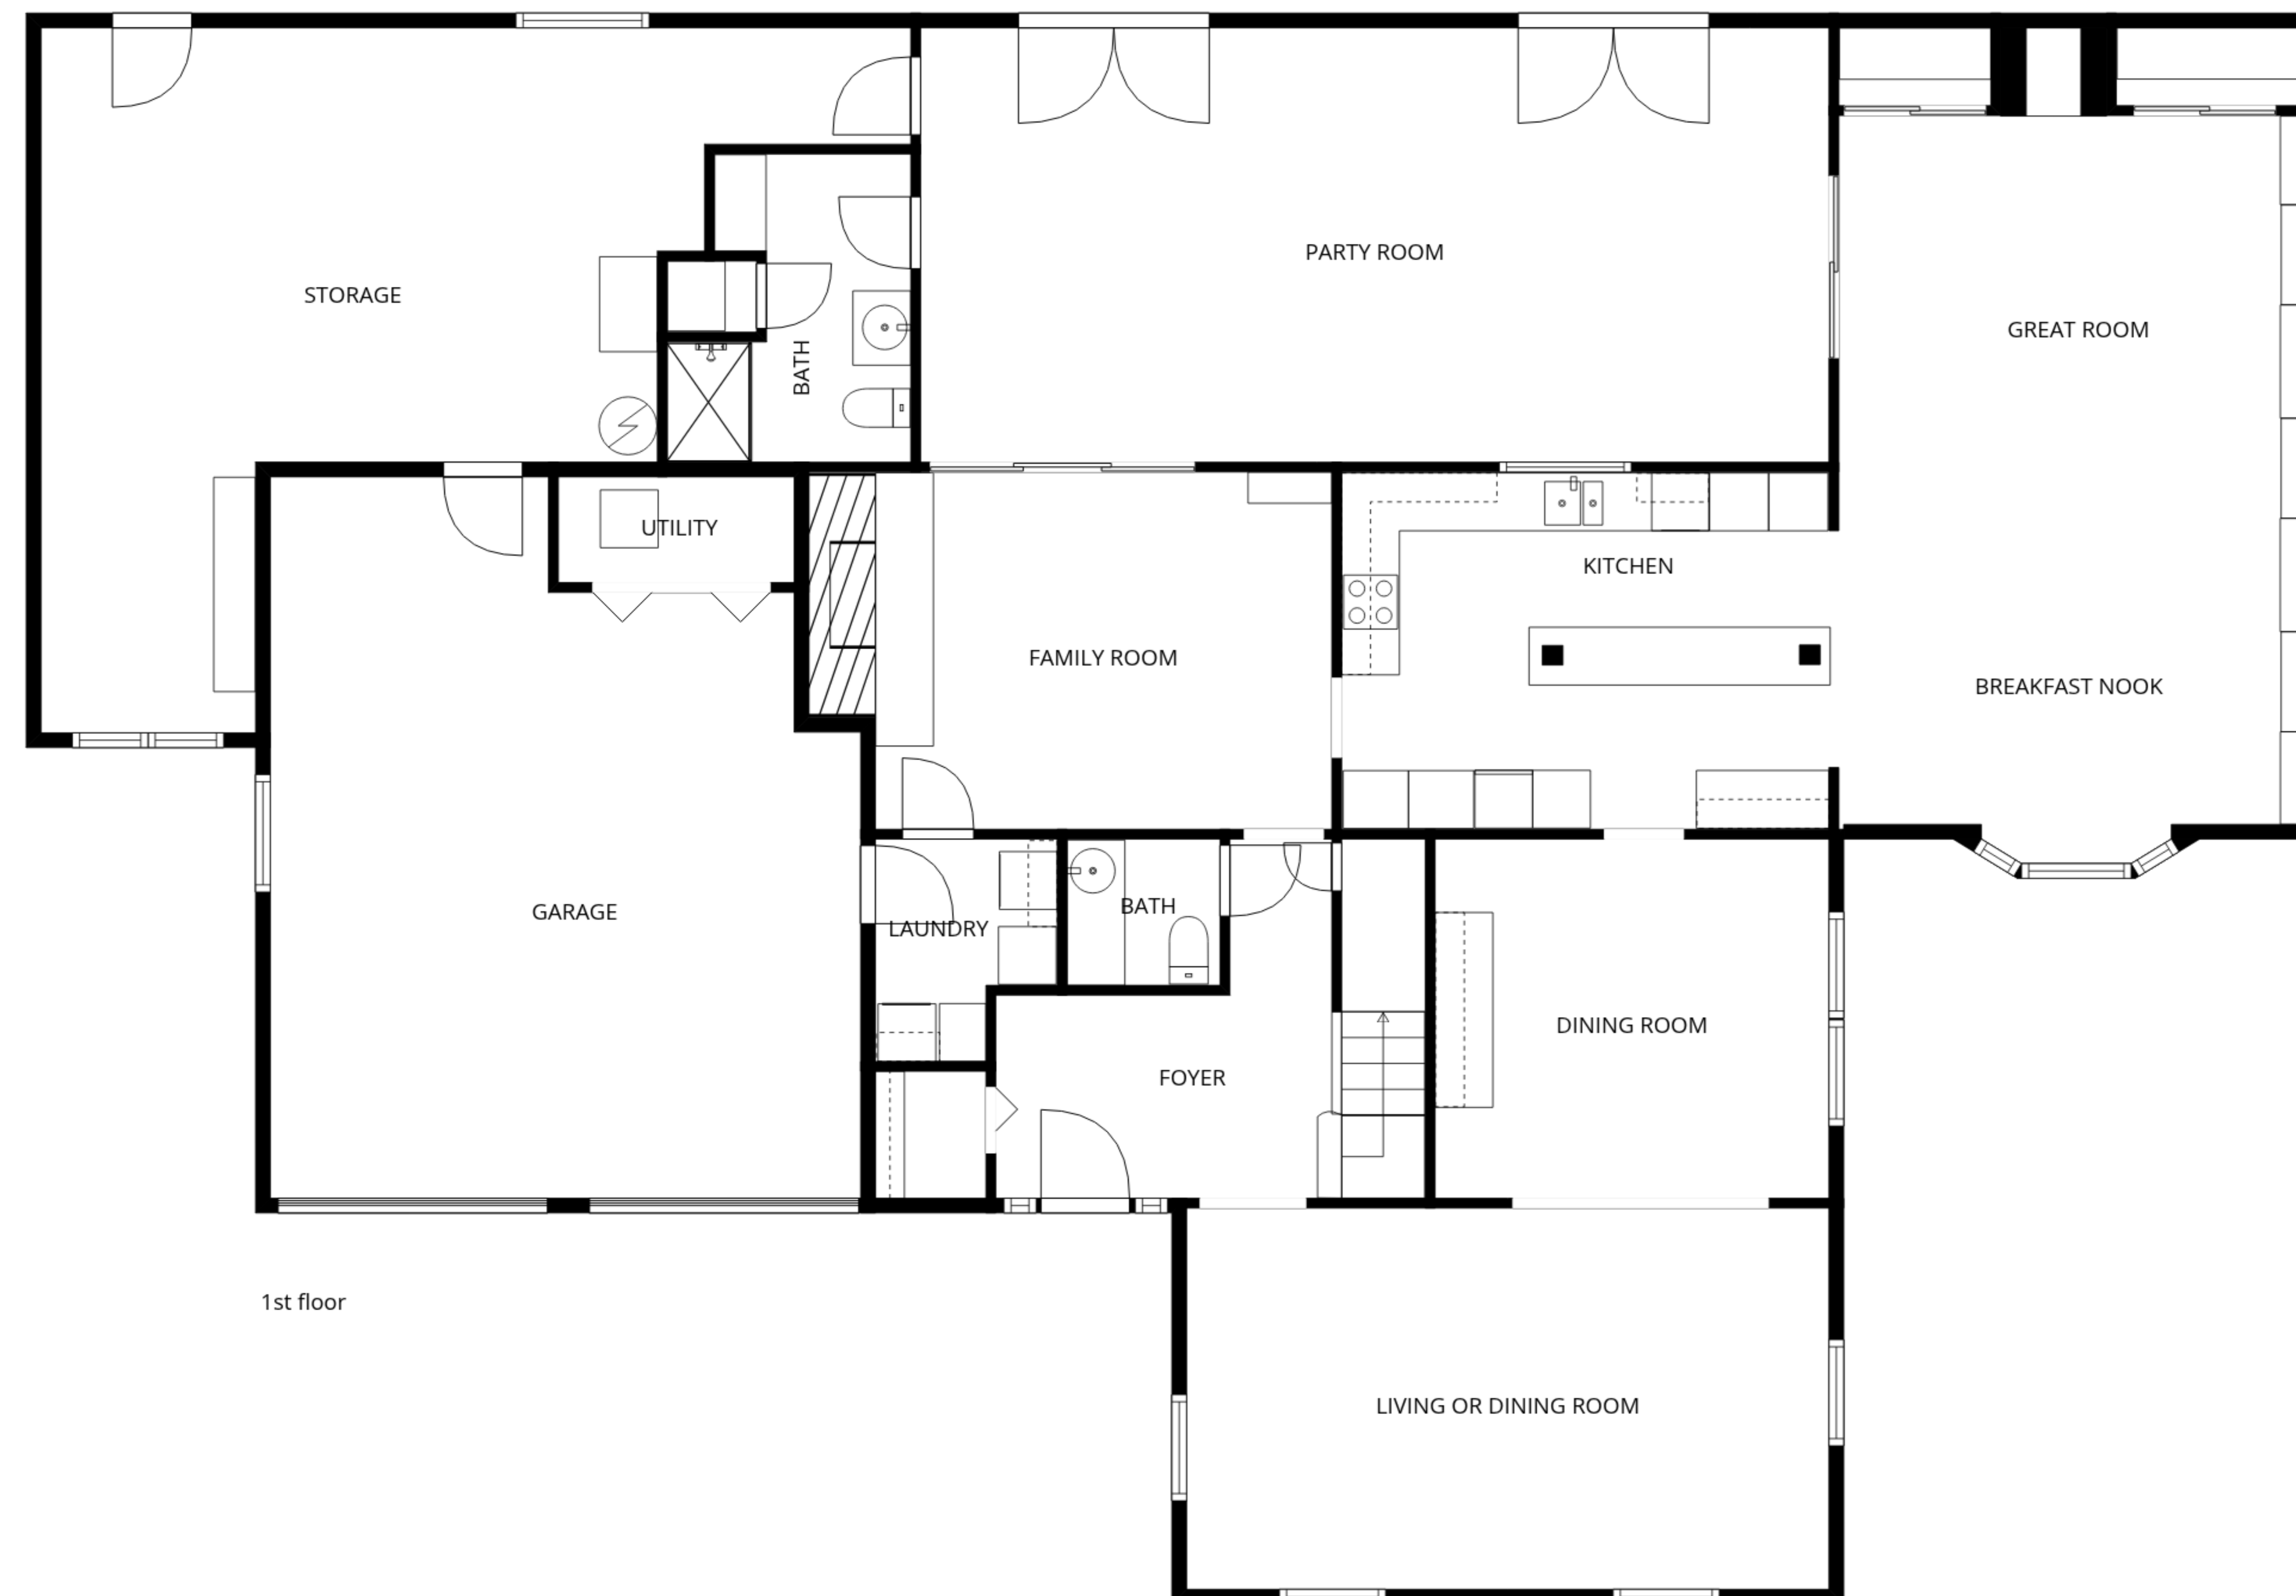 PARTY ROOM
STORAGE
GREAT ROOM
BATH
UTILITY
KITCHEN
FAMILY ROOM
BREAKFAST NOOK
BATH
GARAGE
LAUNDRY
DINING ROOM
FOYER
1st floor
LIVING OR DINING ROOM